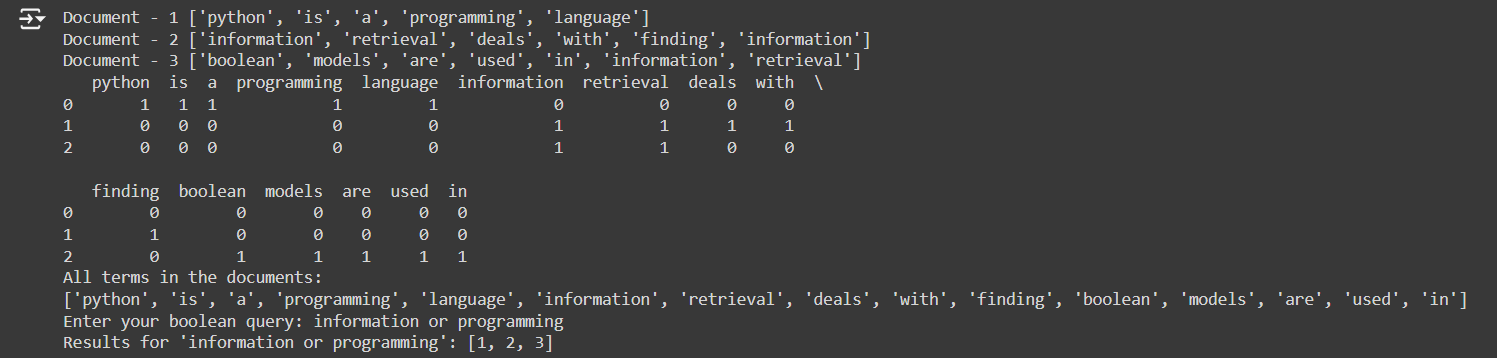 Document - 1 ['python', 'is', 'a', 'programming', 'language']
Document - 2 ['information', 'retrieval', 'deals', 'with', 'finding', 'information']
Document - 3 ['boolean', 'models', 'are', 'used', 'in', 'information', 'retrieval']
   python  is  a  programming  language  information  retrieval  deals  with  \
0       1   1  1            1         1            0          0      0     0
1       0   0  0            0         0            1          1      1     1
2       0   0  0            0         0            1          1      0     0
   finding  boolean  models  are  used  in
0        0        0       0    0     0   0
1        1        0       0    0     0   0
2        0        1       1    1     1   1
All terms in the documents:
['python', 'is', 'a', 'programming', 'language', 'information', 'retrieval', 'deals', 'with', 'finding', 'boolean', 'models', 'are', 'used', 'in']
Enter your boolean query: information or programming
Results for 'information or programming': [1, 2, 3]